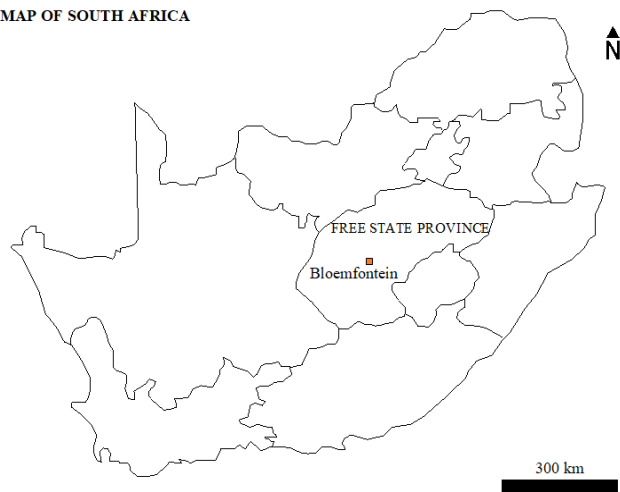 MAP OF SOUTH AFRICA
N
FREE STATE PROVINCE
Bloemfontein
300 km